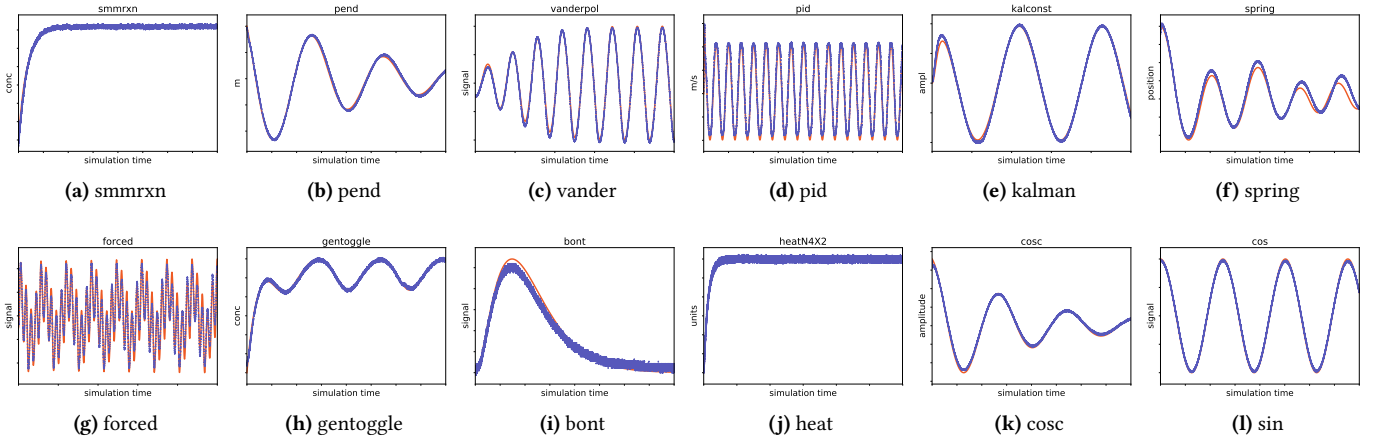 smmrxn
conc
simulation time
(a) smmrxn
pend
m
simulation time
(b) pend
vanderpol
signal
simulation time
(c) vander
pid
m/s
simulation time
(d) pid
kalconst
ampl
simulation time
(e) kalman
spring
position
simulation time
(f) spring
forced
signal
simulation time
(g) forced
gentoggle
conc
simulation time
(h) gentoggle
bont
signal
simulation time
(i) bont
heatN4X2
units
simulation time
(j) heat
cosc
amplitude
simulation time
(k) cosc
cos
signal
simulation time
(l) sin